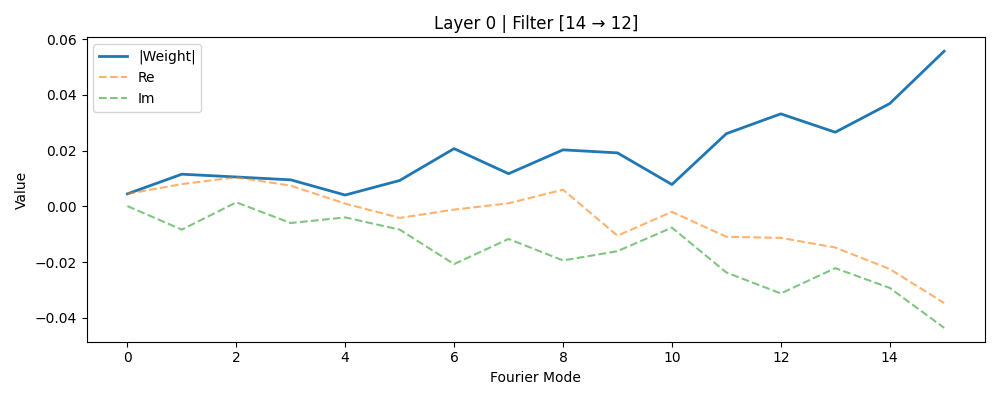 Layer 0 | Filter [14 → 12]
|Weight|
Re
Im
Value
0.06
0.04
0.02
0.00
−0.02
−0.04
0 2 4 6 8 10 12 14
Fourier Mode